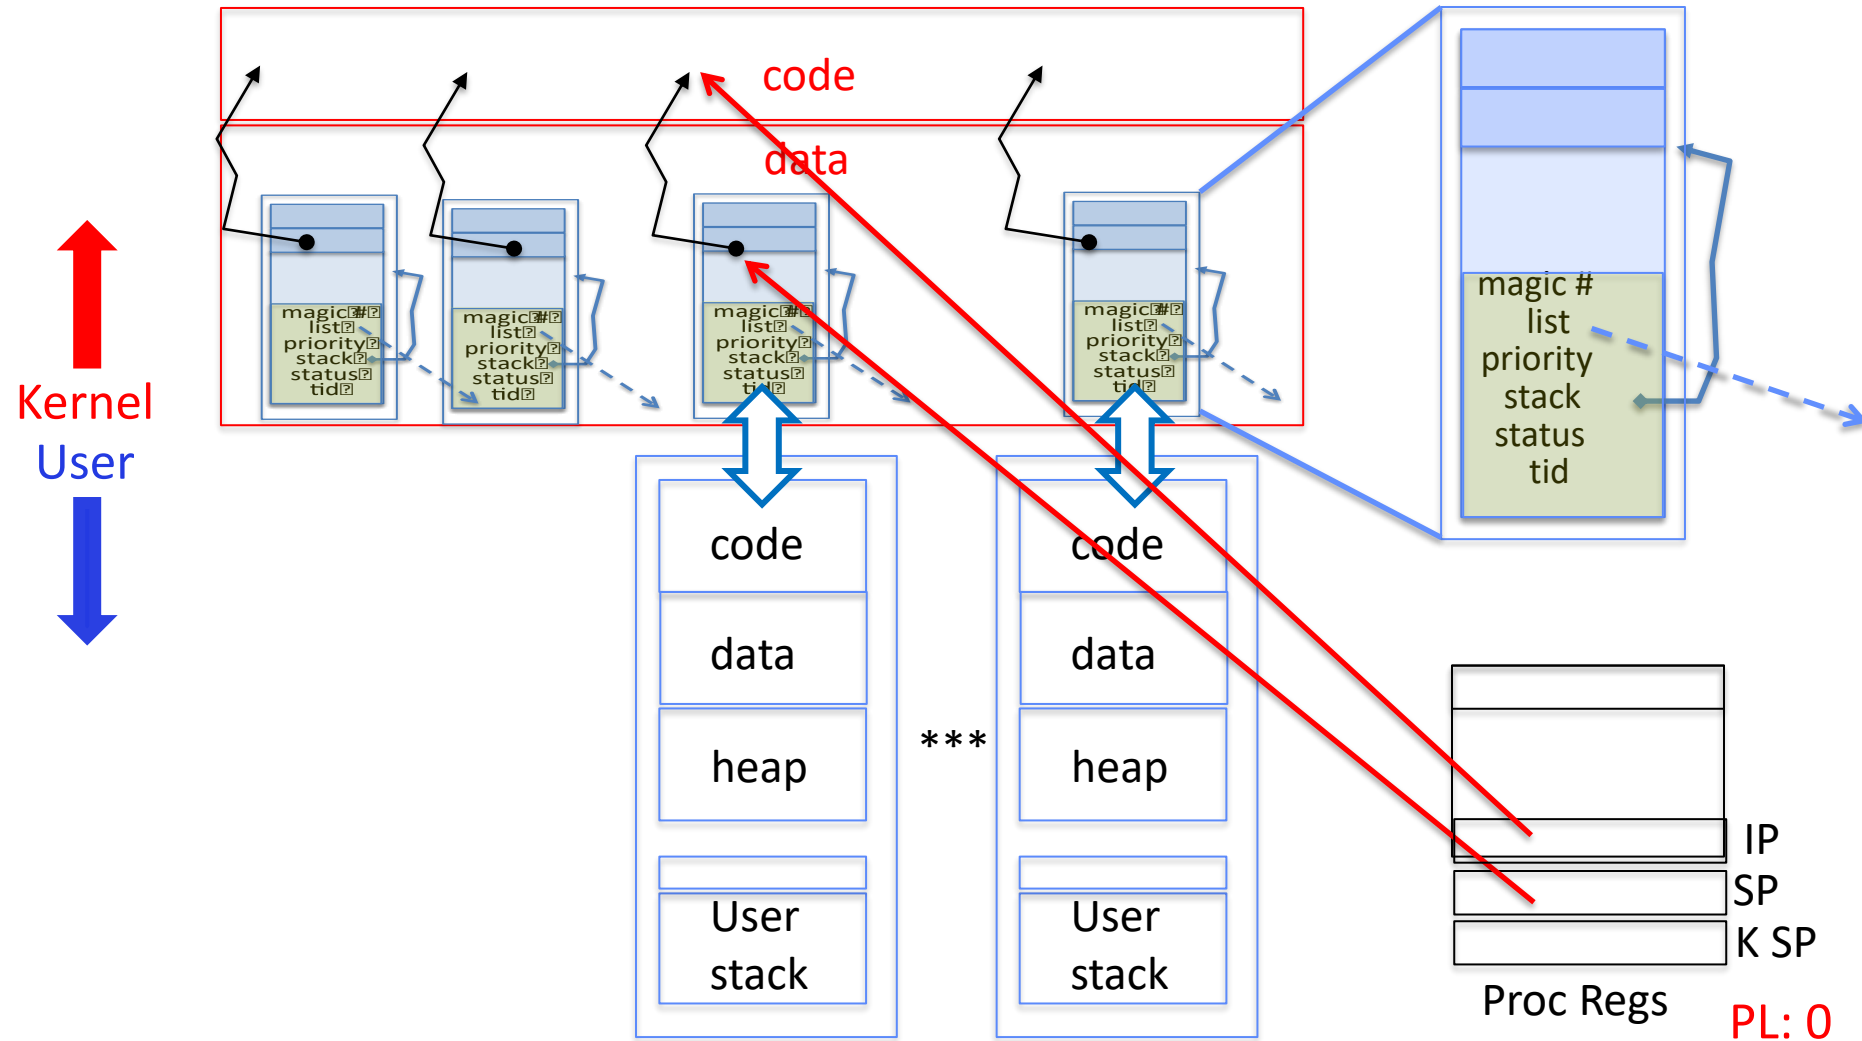 code
data
magic #
list
priority
stack
status
tid
magic #
list
priority
stack
status
tid
magic #
list
priority
stack
status
tid
magic #
list
priority
stack
status
tid
magic #
list
priority
stack
status
tid
Kernel
User
code
data
heap
User
stack
***
code
data
heap
User
stack
IP
SP
K SP
Proc Regs
PL: 0